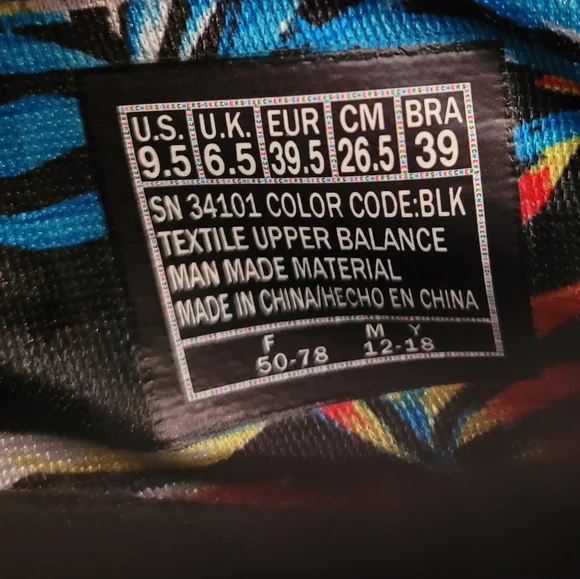 U.S. U.K. EUR CM BRA
9.5 6.5 39.5 26.5 39
SN 34101 COLOR CODE:BLK
TEXTILE UPPER BALANCE
MAN MADE MATERIAL
MADE IN CHINA/HECHO EN CHINA
F M Y
50-78 12-18